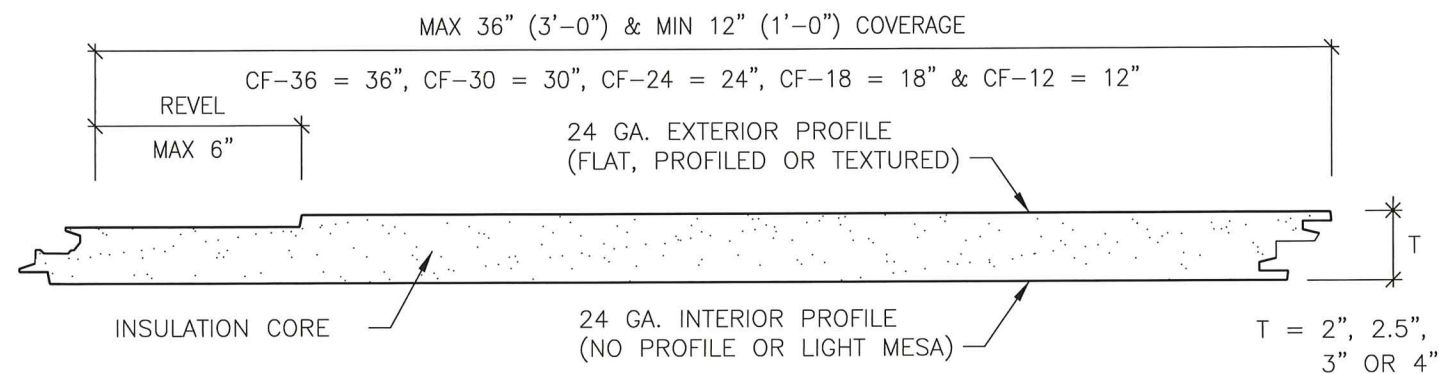 MAX 36" (3'-0") & MIN 12" (1'-0") COVERAGE
CF-36 = 36", CF-30 = 30", CF-24 = 24", CF-18 = 18" & CF-12 = 12"
REVEL
MAX 6"
24 GA. EXTERIOR PROFILE
(FLAT, PROFILED OR TEXTURED)
T
INSULATION CORE
24 GA. INTERIOR PROFILE
(NO PROFILE OR LIGHT MESA)
T = 2", 2.5",
3" OR 4"